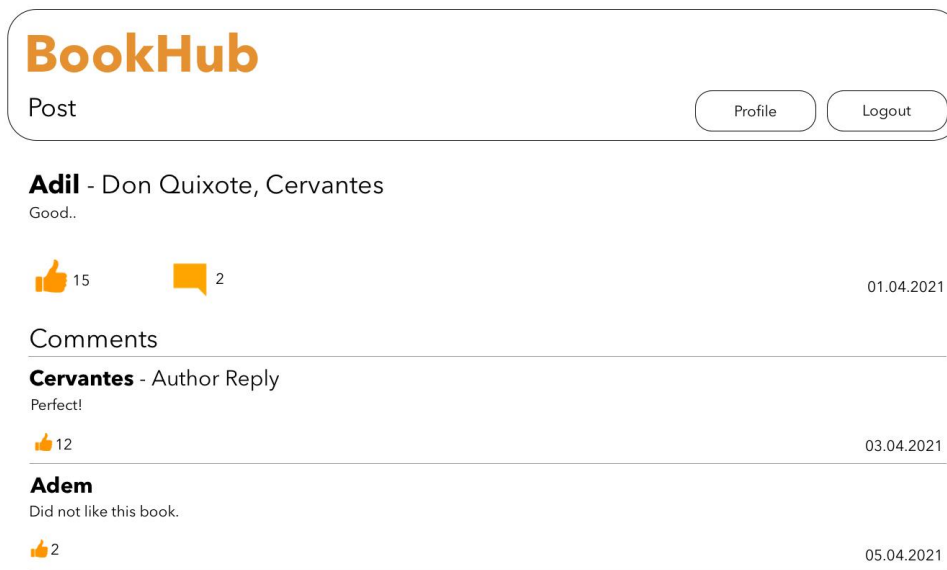 BookHub
Post
Profile
Logout
Adil - Don Quixote, Cervantes
Good..
15
2
01.04.2021
Comments
Cervantes - Author Reply
Perfect!
12
03.04.2021
Adem
Did not like this book.
2
05.04.2021